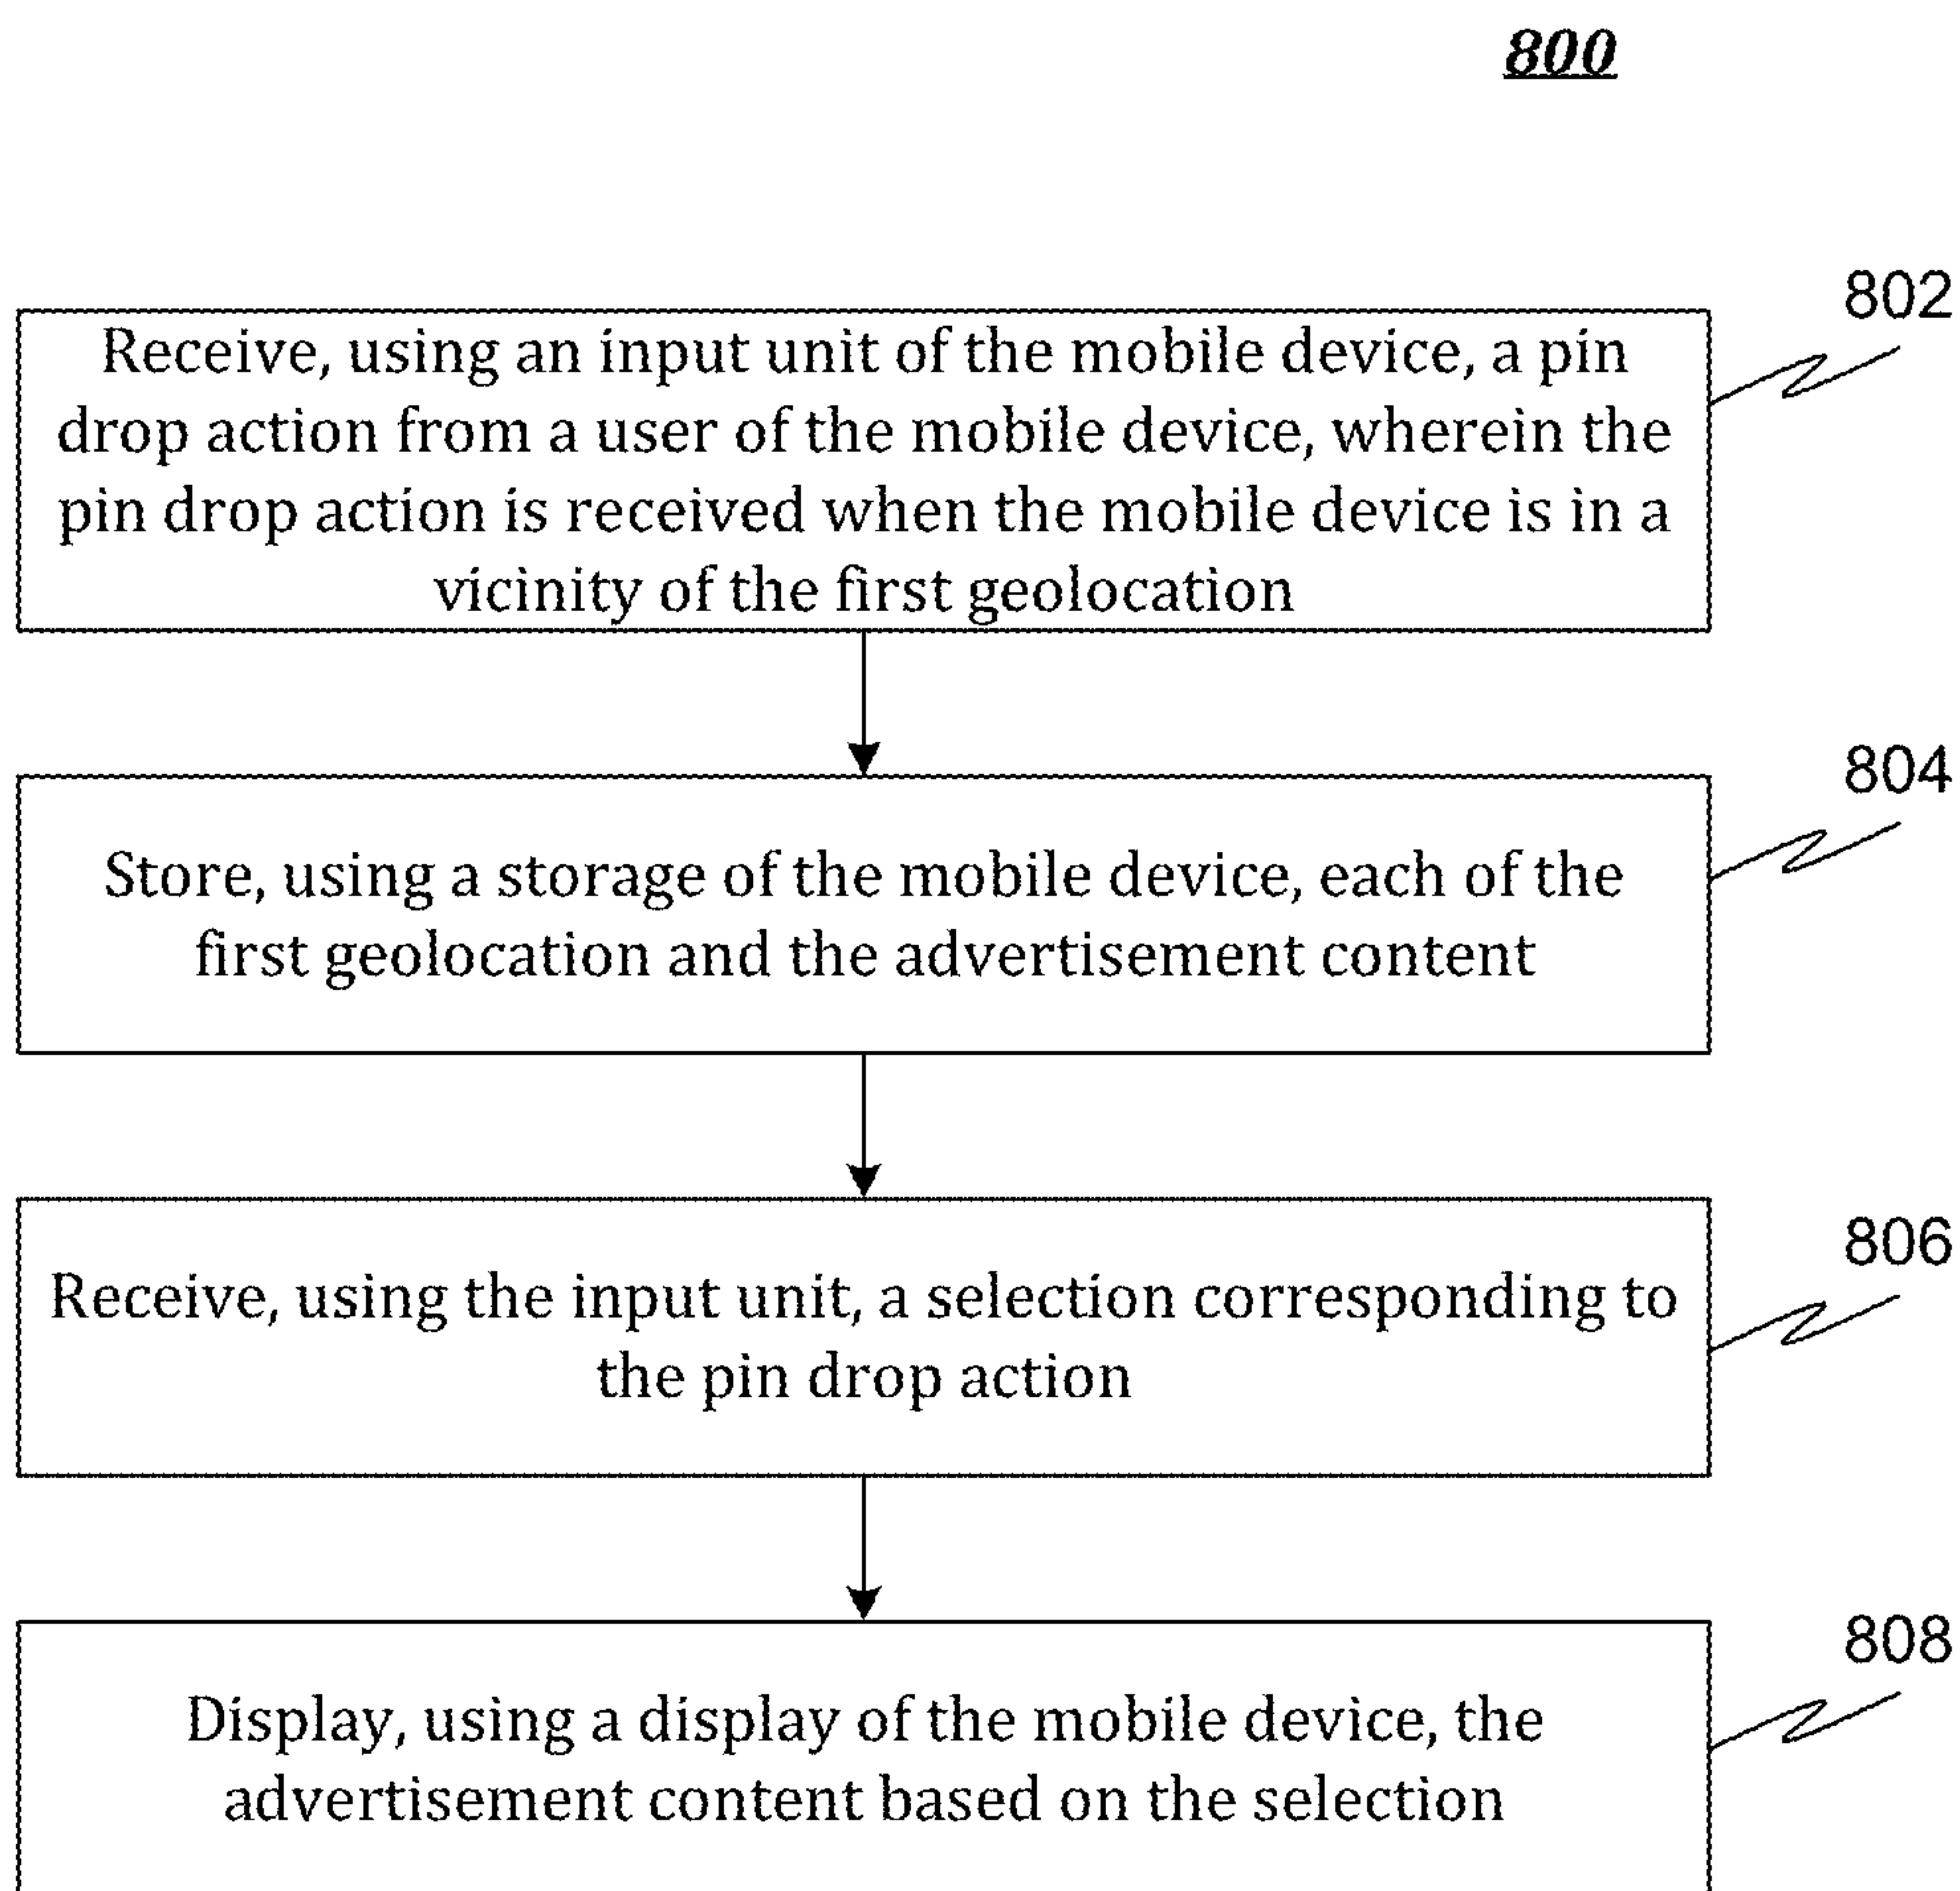 800
802
Receive, using an input unit of the mobile device, a pin
drop action from a user of the mobile device, wherein the
pin drop action is received when the mobile device is in a
vicinity of the first geolocation
804
Store, using a storage of the mobile device, each of the
first geolocation and the advertisement content
806
Receive, using the input unit, a selection corresponding to
the pin drop action
808
Display, using a display of the mobile device, the
advertisement content based on the selection